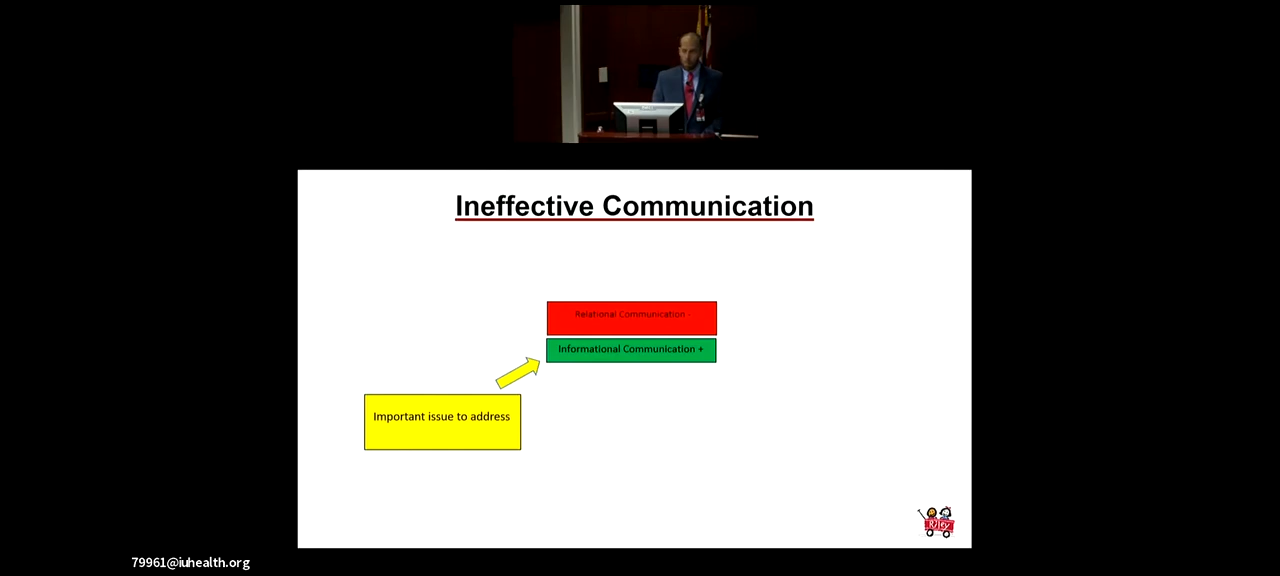 Ineffective Communication
Relational Communication -
Informational Communication +
Important issue to address
Riley
79961@iuhealth.org